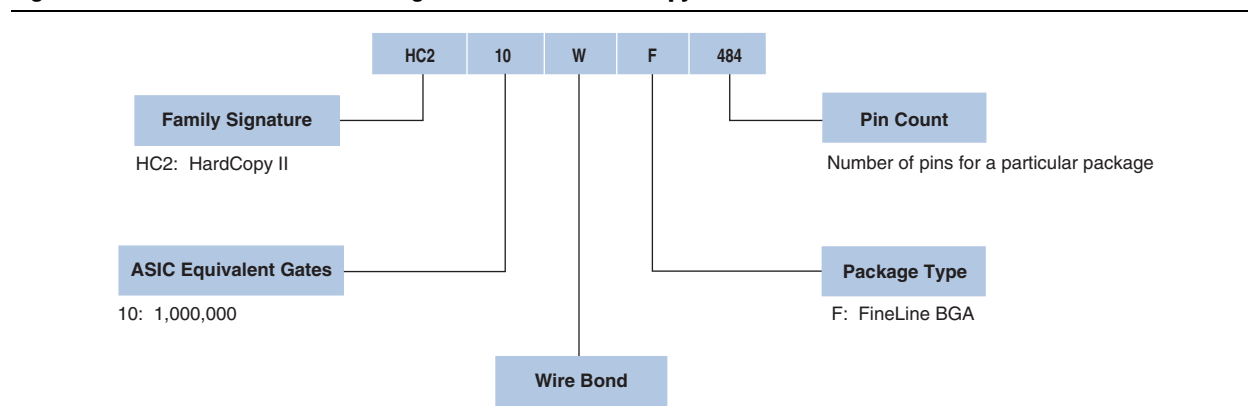 HC2 10 W F 484
Family Signature
HC2: HardCopy II
Pin Count
Number of pins for a particular package
ASIC Equivalent Gates
10: 1,000,000
Package Type
F: FineLine BGA
Wire Bond